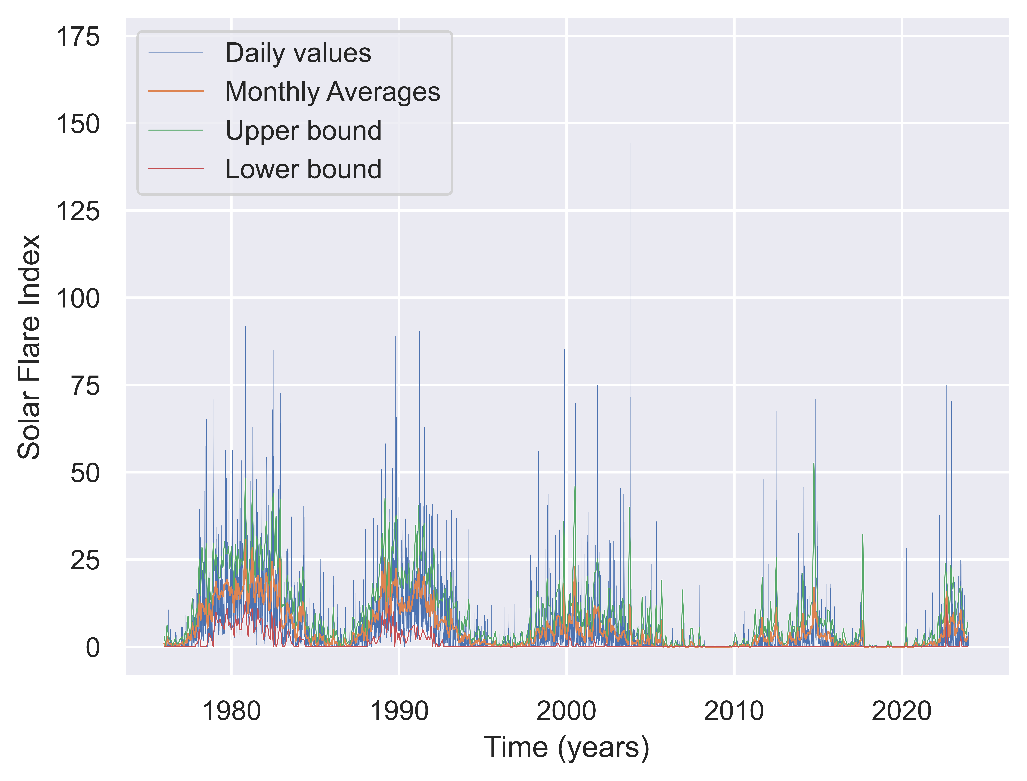 175
150
125
100
75
50
25
0
Solar Flare Index
Daily values
Monthly Averages
Upper bound
Lower bound
1980 1990 2000 2010 2020
Time (years)